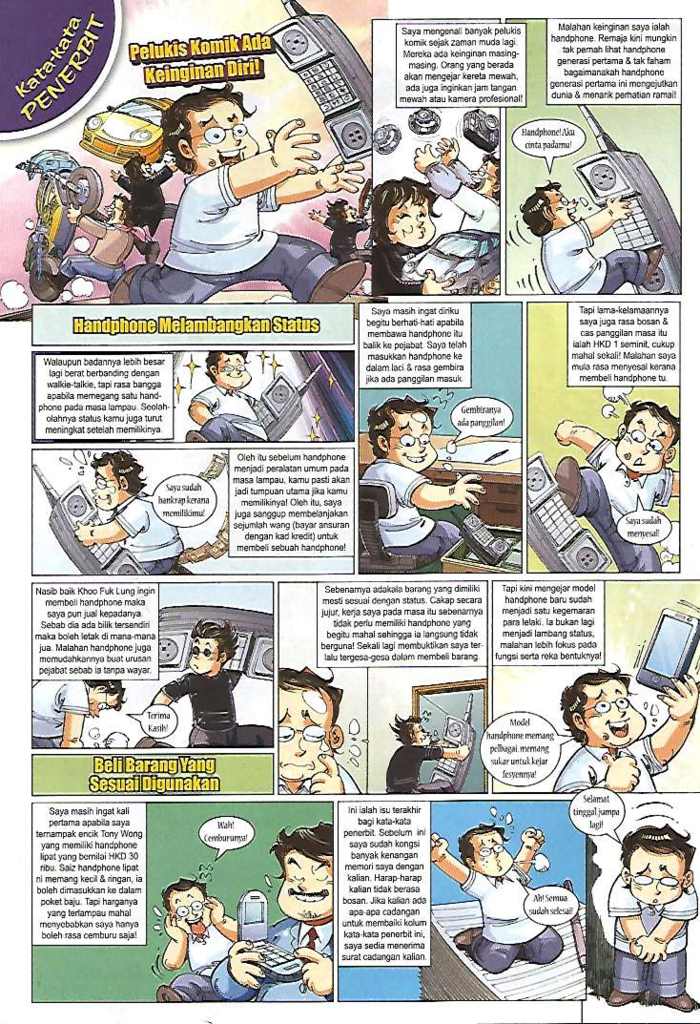 Kata-kata
PENERBIT
Pelukis Komik Ada
Keinginan Diri!
Saya mengenali banyak pelukis
komik sejak zaman muda lagi.
Mereka ada keinginan masing-
masing. Orang yang berada
akan mengejar kereta mewah,
ada juga inginkan jam tangan
mewah atau kamera profesional!
Malahan keinginan saya ialah
handphone. Remaja kini mungkin
tak pernah lihat handphone
generasi pertama & tak faham
bagaimanakah handphone
generasi ini mengejutkan
dunia & menarik perhatian ramai!
Handphone! Aku
cinta padamu!
Handphone Melambangkan Status
Walaupun badannya lebih besar
lagi berat berbanding dengan
walkie-talkie, tapi rasa bangga
apabila memegang satu hand-
phone pada masa lampau. Seolah-
olahnya status kamu juga turut
meningkat setelah memilikinya.
Saya sudah
bankrap kerana
memilikimu!
Oleh itu sebelum handphone
menjadi peralatan umum pada
masa lampau, kamu pasti akan
jadi tumpuan utama jika kamu
memilikinya! Oleh itu, saya
juga sanggup membelanjakan
sejumlah wang (bayar ansuran
dengan kad kredit) untuk
membeli sebuah handphone!
Saya masih ingat diriku
begitu berhati-hati apabila
membawa handphone itu
balik ke pejabat. Saya telah
masukkan handphone ke
dalam laci & rasa gembira
jika ada panggilan masuk
Gembiranya
ada panggilan!
Tapi lama-kelamaannya
saya juga rasa bosan &
cas panggilan masa itu
ialah HKD 1 seminit, cukup
mahal sekali! Malahan saya
mula rasa menyesal kerana
membeli handphone tu.
Saya sudah
menyesal!
Nasib baik Khoo Fuk Lung ingin
membeli handphone maka
saya pun jual kepadanya.
Sebab dia ada bilik tersendiri
maka boleh letak di mana-mana
jua. Malahan handphone juga
memudahkannya buat urusan
pejabat sebab ia tanpa wayar.
Terima
Kasih!
Sebenarnya adakala barang yang dimiliki
mesti sesuai dengan status. Cakap secara
jujur, kerja saya pada masa itu sebenarnya
tidak perlu memiliki handphone yang
begitu mahal sehingga ia langsung tidak
berguna! Sekali lagi membuktikan saya ter-
lalu tergesa-gesa dalam membeli barang.
Tapi kini mengejar model
handphone baru sudah
menjadi satu kegemaran
para lelaki. Ia bukan lagi
menjadi lambang status,
malahan lebih fokus pada
fungsi serta reka bentuknya!
Model
handphone memang
pelbagai, memang
sukar untuk kejar
fesyennya!
Beli Barang Yang
Sesuai Digunakan
Saya masih ingat kali
pertama apabila saya
ternampak encik Tony Wong
yang memiliki handphone
lipat yang bernilai HKD 30
ribu. Saiz handphone lipat
ni memang kecil & ringan, ia
boleh dimasukkan ke dalam
poket baju. Tapi harganya
yang terlampau mahal
menyebabkan saya hanya
boleh rasa cemburu saja!
Wah!
Cemburunya!
Ini ialah isu terakhir
bagi kata-kata
penerbit. Sebelum ini
saya sudah kongsi
banyak kenangan
memori saya dengan
kalian. Harap-harap
kalian tidak berasa
bosan. Jika kalian ada
apa-apa cadangan
untuk membaiki kolum
kata-kata penerbit ini,
saya sedia menerima
surat cadangan kalian.
Ah! Semua
sudah selesai!
Selamat
tinggal, jumpa
lagi!